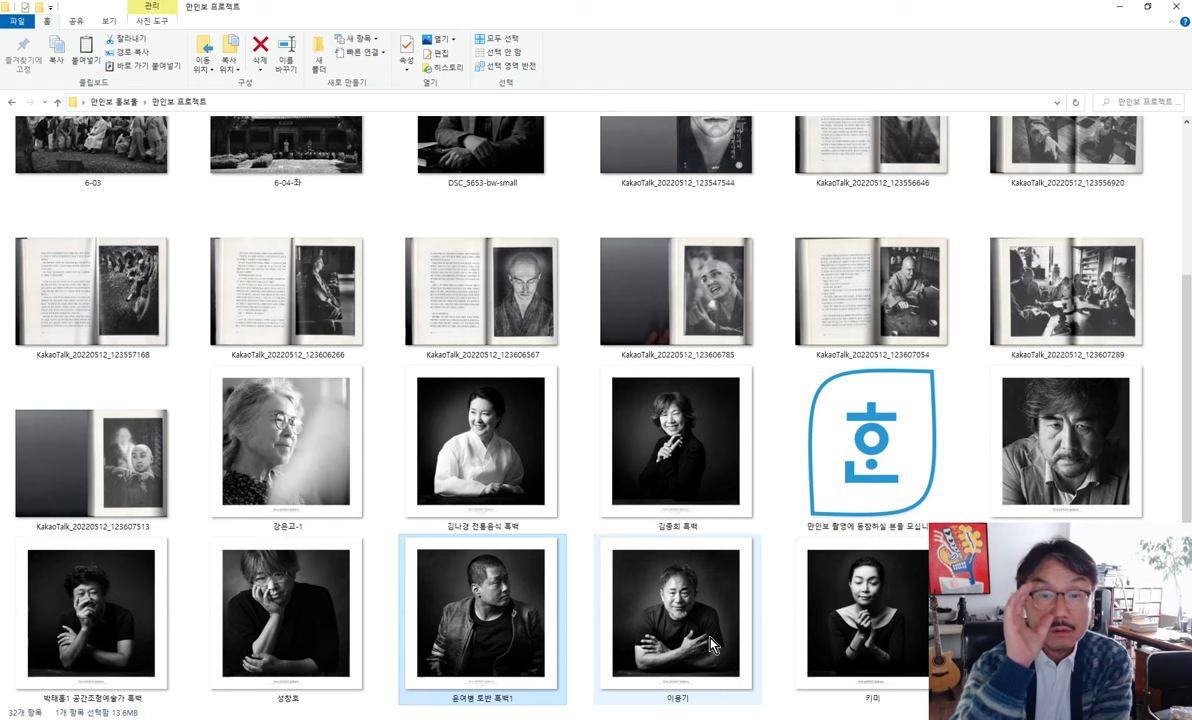 관리
만인보 프로젝트
파일
홈
공유
보기
사진 도구
즐겨찾기에
고정
복사
붙여넣기
잘라내기
경로 복사
바로 가기 붙여넣기
클립보드
이동
위치
복사
위치
삭제
이름
바꾸기
구성
새
폴더
새 항목
빠른 연결
새로 만들기
속성
열기
편집
히스토리
열기
모두 선택
선택 안 함
선택 영역 반전
선택
만인보 홍보물 > 만인보 프로젝트
만인보 프로젝트 ...
6-03
6-04-좌
DSC_5653-bw-small
KakaoTalk_20220512_123547544
KakaoTalk_20220512_123556646
KakaoTalk_20220512_123556920
KakaoTalk_20220512_123557168
KakaoTalk_20220512_123606266
KakaoTalk_20220512_123606567
KakaoTalk_20220512_123606785
KakaoTalk_20220512_123607054
KakaoTalk_20220512_123607289
KakaoTalk_20220512_123607513
강은교-1
김나경 전통음식 흑백
김종희 흑백
만인보 촬영에 동참하실 분을 모십니
박태홍1 공간조형예술가 흑백
성창호
윤여병 토반 흑백1
이용기
키미
32개 항목
1개 항목 선택함 13.6MB